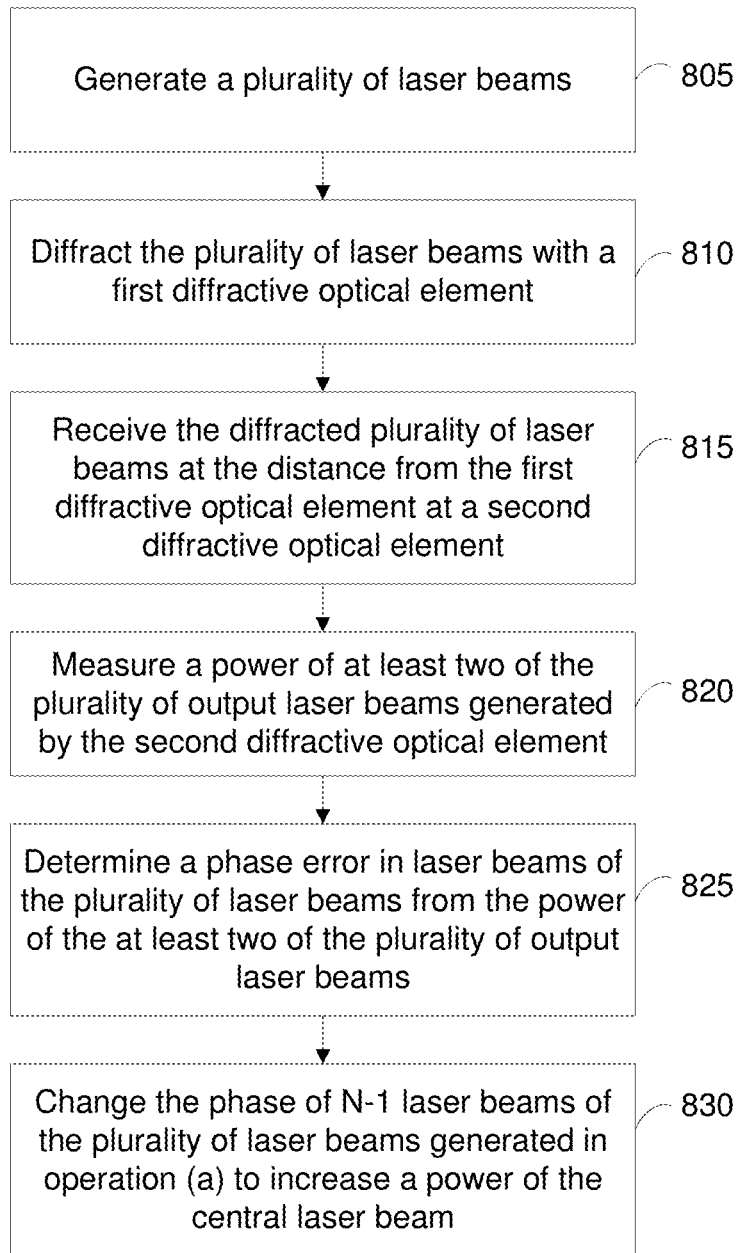 Generate a plurality of laser beams
805
Diffract the plurality of laser beams with a
first diffractive optical element
810
Receive the diffracted plurality of laser
beams at the distance from the first
diffractive optical element at a second
diffractive optical element
815
Measure a power of at least two of the
plurality of output laser beams generated
by the second diffractive optical element
820
Determine a phase error in laser beams of
the plurality of laser beams from the power
of the at least two of the plurality of output
laser beams
825
Change the phase of N-1 laser beams of
the plurality of laser beams generated in
operation (a) to increase a power of the
central laser beam
830